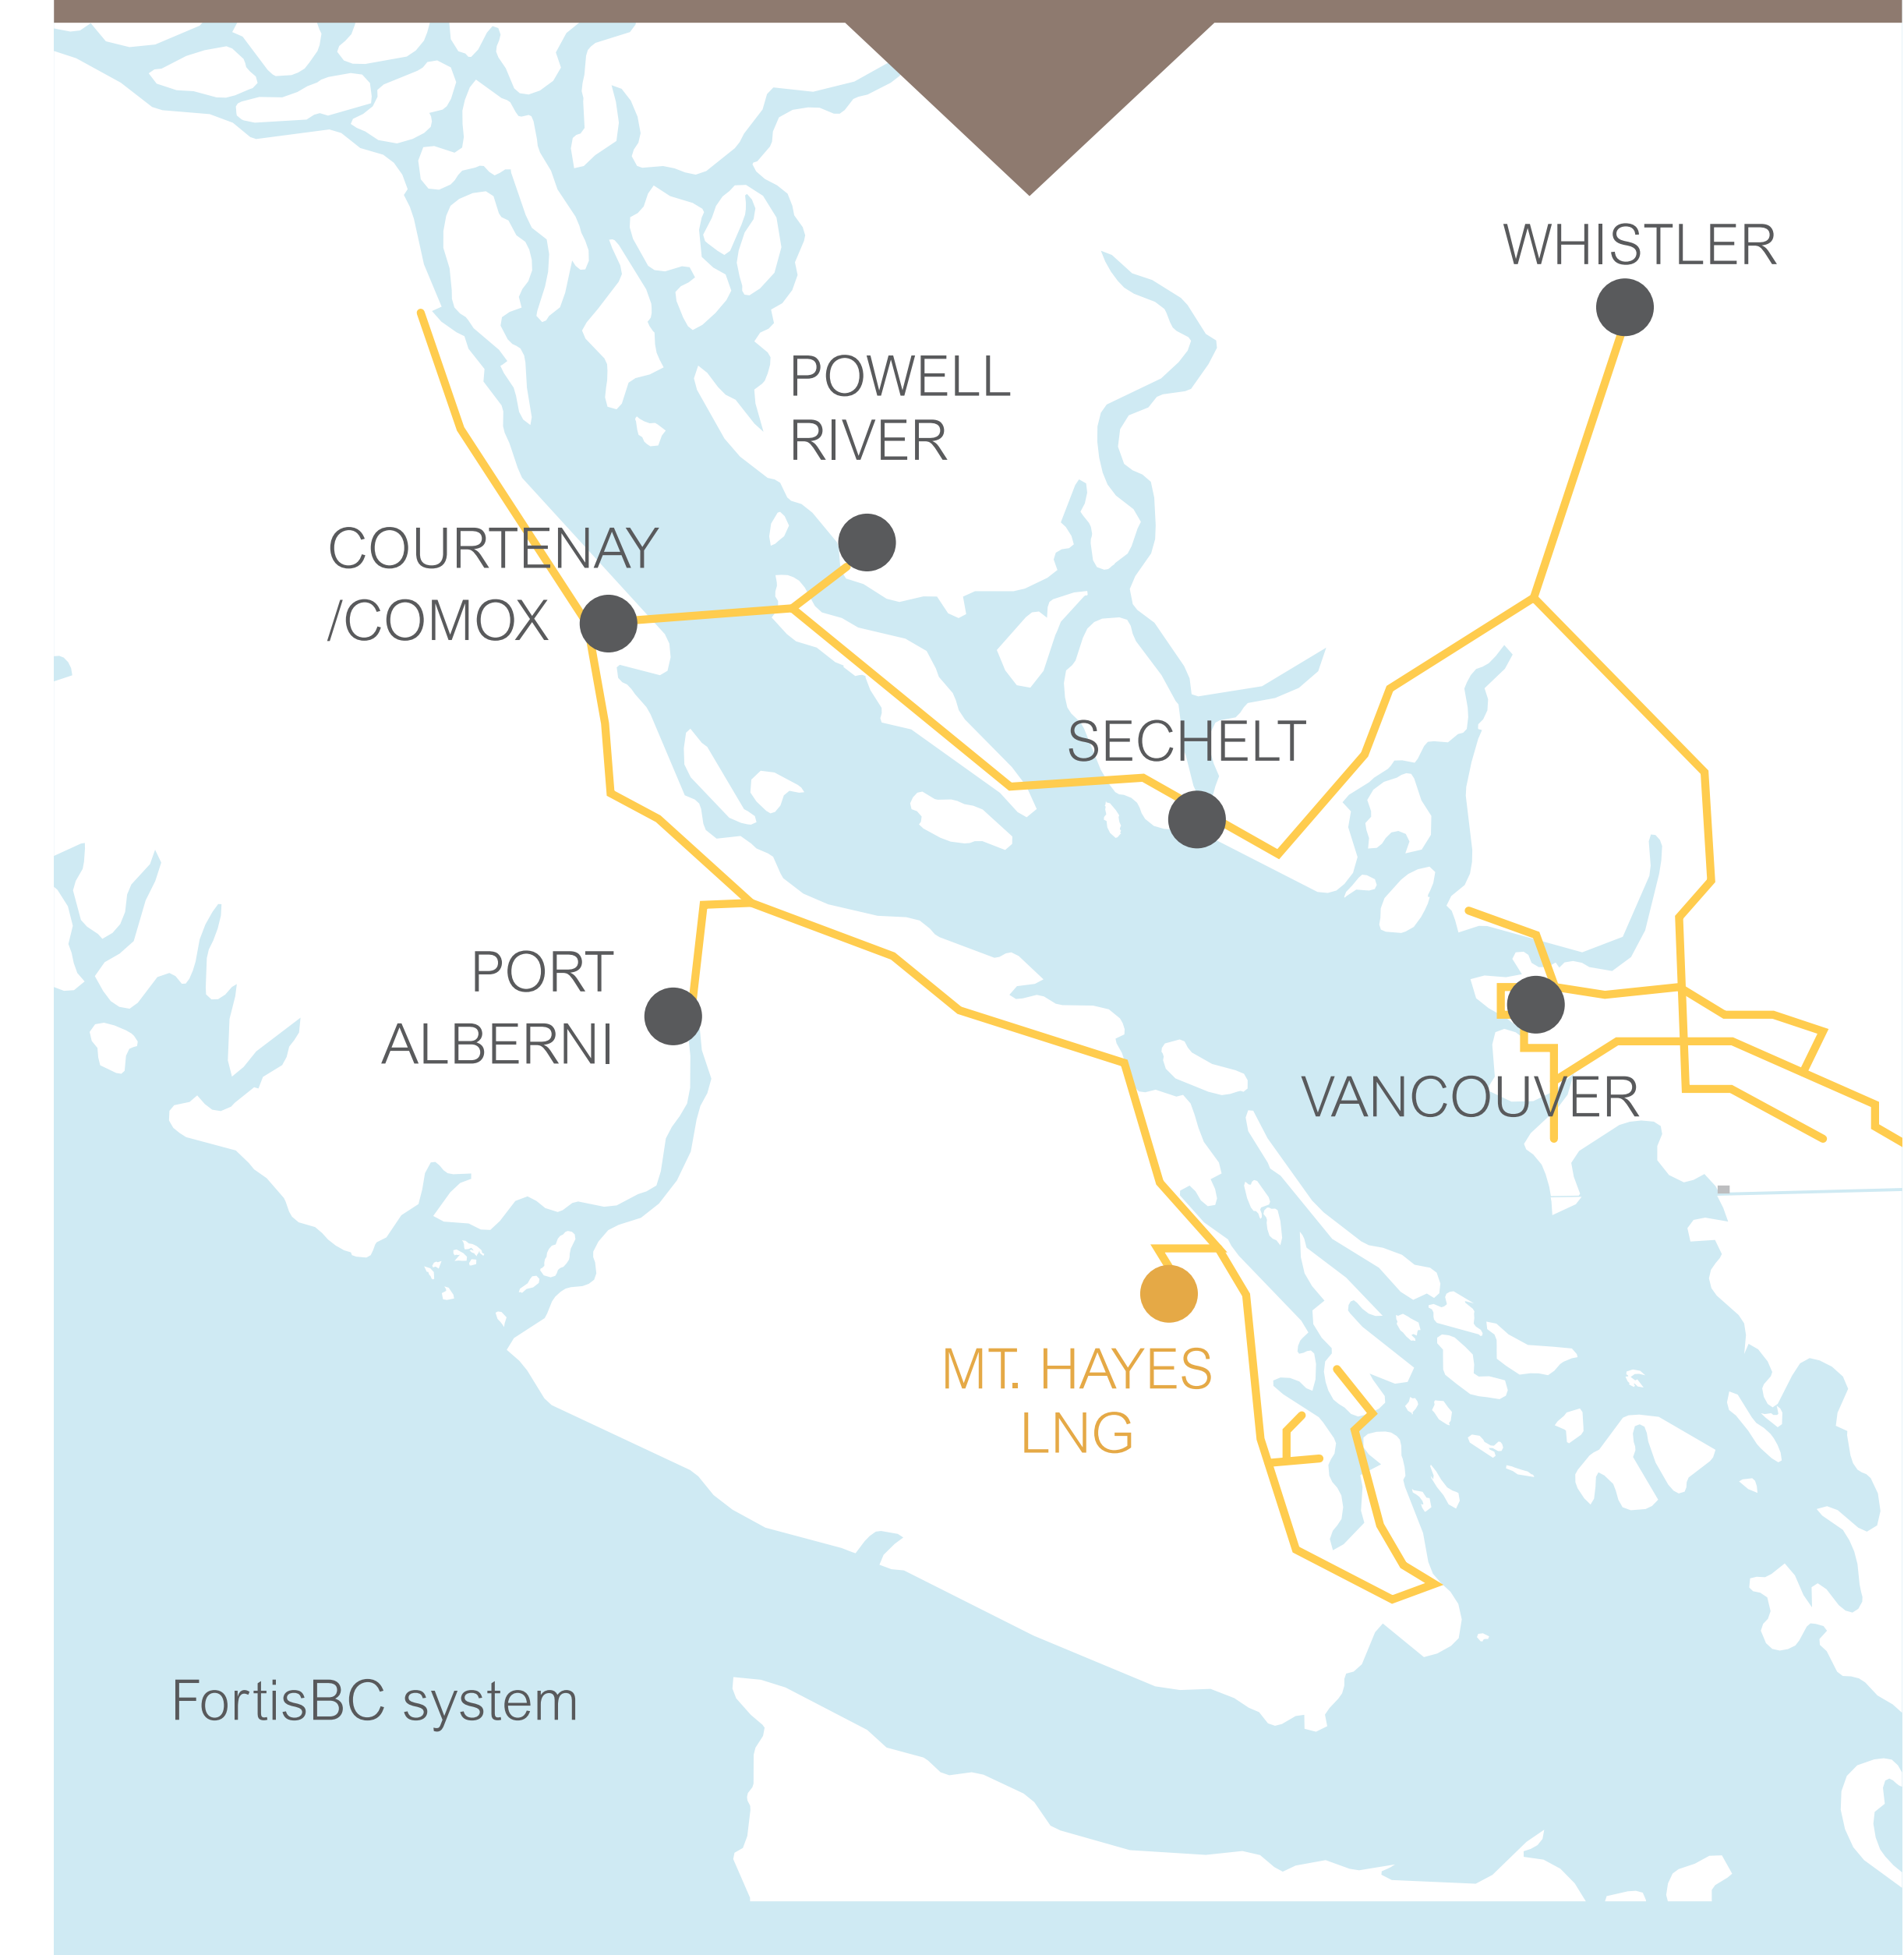 WHISTLER
POWELL
RIVER
COURTENAY
/COMOX
SECHELT
PORT
ALBERNI
VANCOUVER
MT. HAYES
LNG
FortisBC system